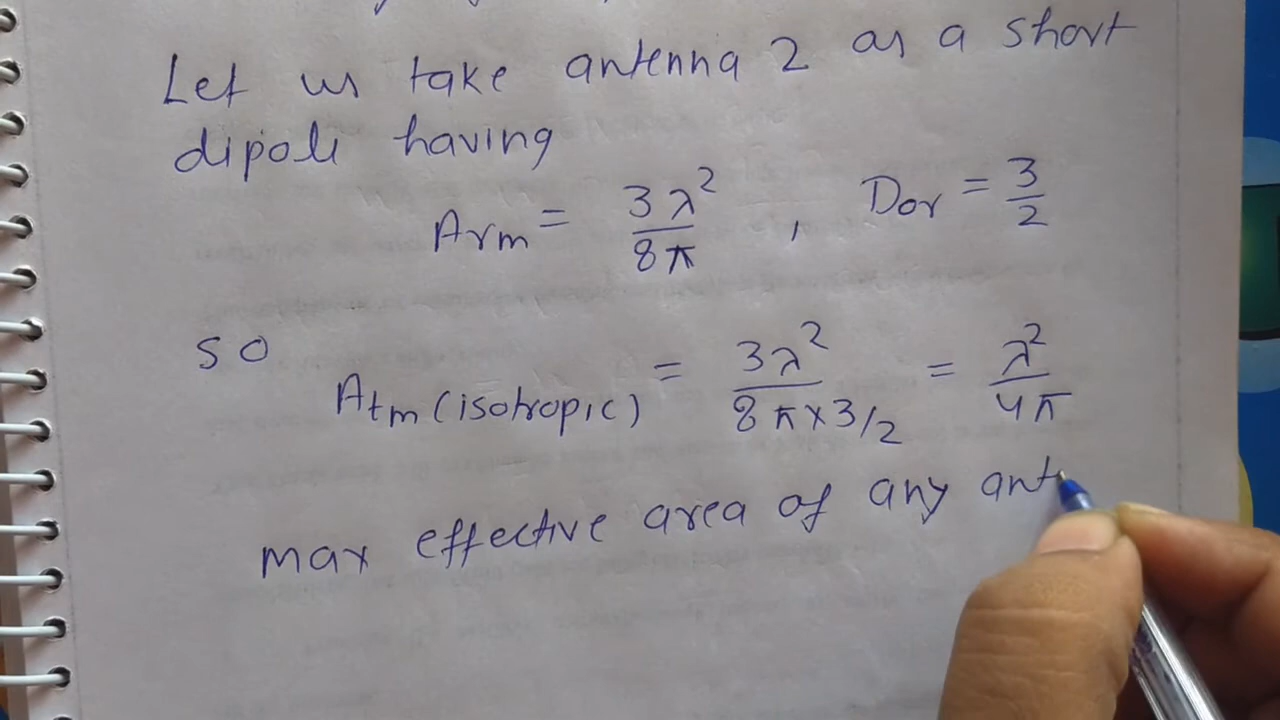 Let us take antenna 2 as a short
dipole having
Arm = 3λ²/8π , Dor = 3/2
so
Atm (isotropic) = 3λ²/8π×3/2 = λ²/4π
max effective area of any ant